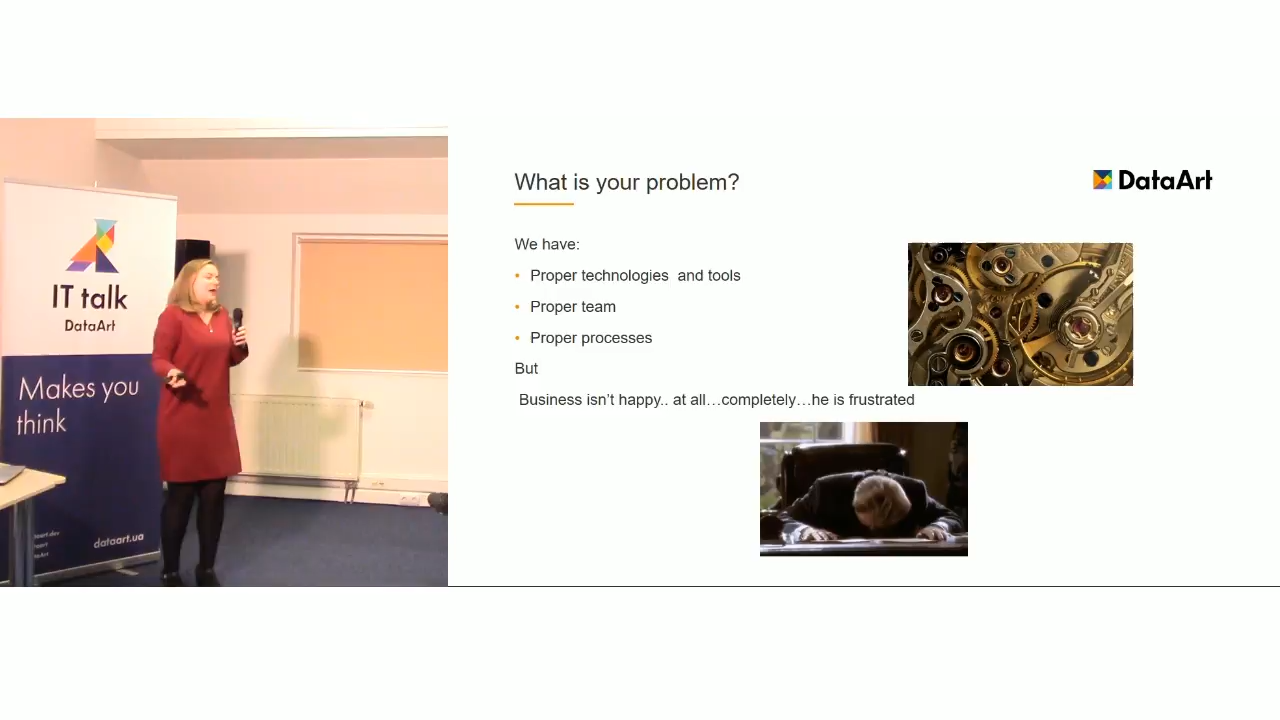 IT talk
DataArt
Makes you
think
dataart.ua
What is your problem?
DataArt
We have:
• Proper technologies  and tools
• Proper team
• Proper processes
But
Business isn’t happy.. at all…completely…he is frustrated